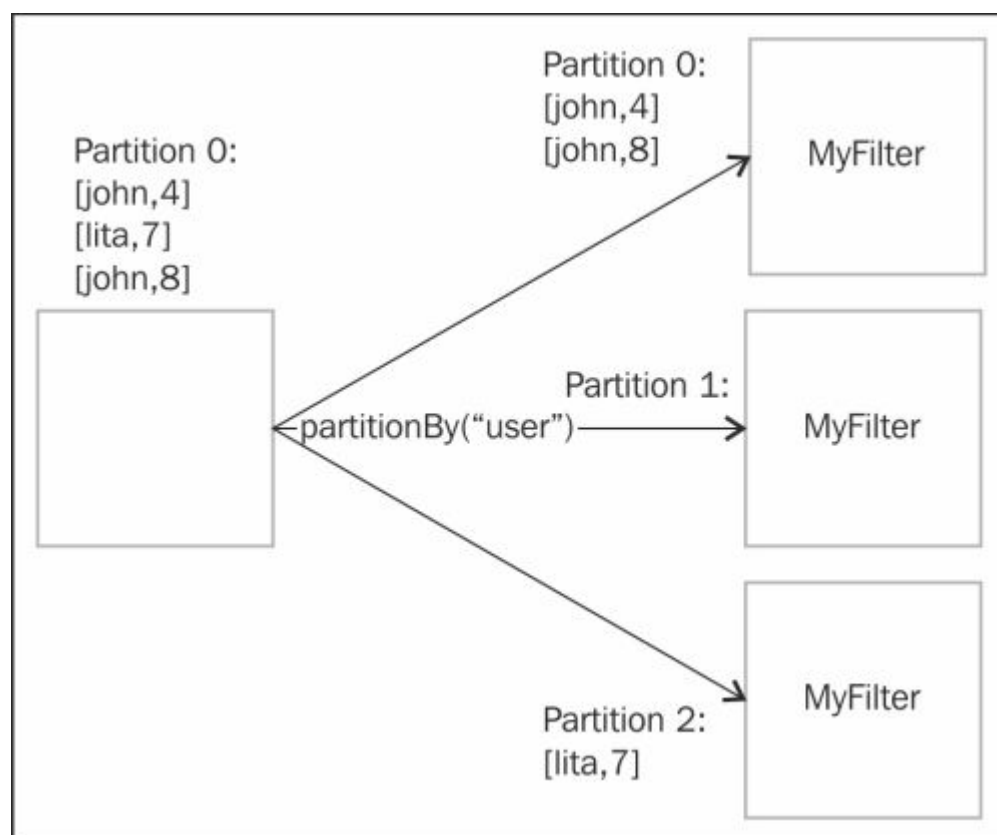 Partition 0:
[john,4]
[lita,7]
[john,8]
Partition 0:
[john,4]
[john,8]
MyFilter
partitionBy(“user”)
Partition 1:
MyFilter
Partition 2:
[lita,7]
MyFilter